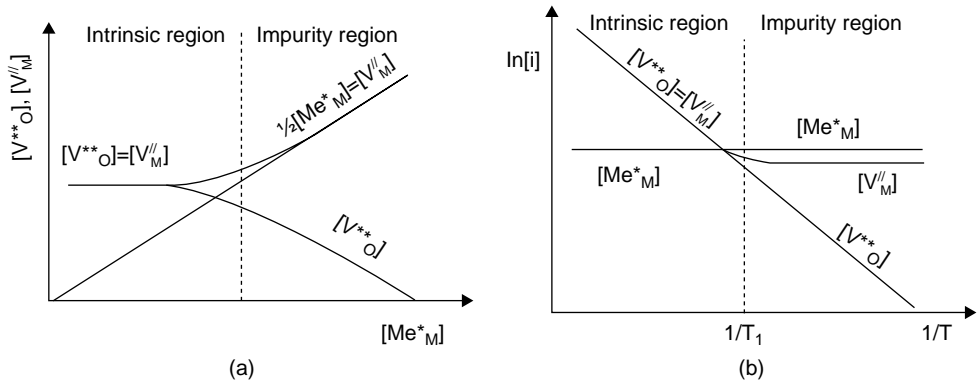 Intrinsic region
Impurity region
[V**O], [V//M]
½[Me*M]=[V//M]
[V**O]=[V//M]
[V**O]
[Me*M]
(a)
Intrinsic region
Impurity region
ln[i]
[V**O]=[V//M]
[Me*M]
[Me*M]
[V//M]
[V**O]
1/T1
1/T
(b)